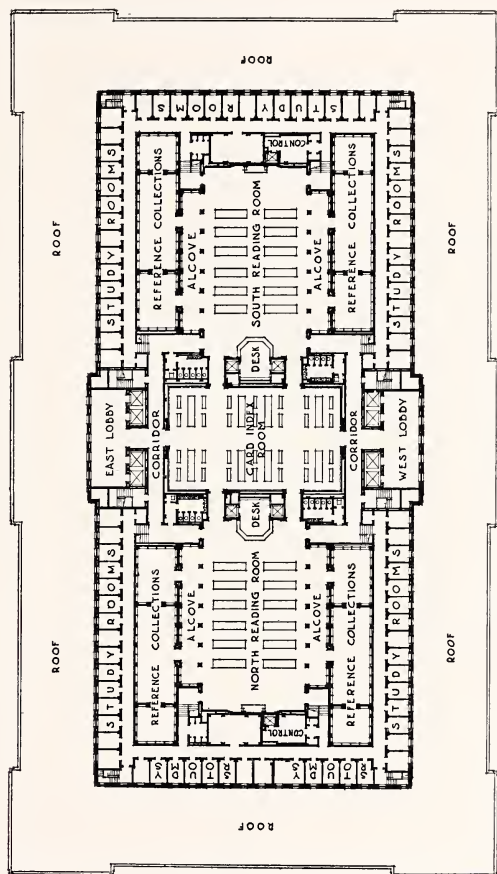 ROOF
STUDY ROOMS
CONTROL
ROOF
STUDY ROOMS
REFERENCE COLLECTIONS
ALCOVE
SOUTH READING ROOM
ALCOVE
REFERENCE COLLECTIONS
STUDY ROOMS
ROOF
DESK
EAST LOBBY
CORRIDOR
CARD INDEX
ROOM
CORRIDOR
WEST LOBBY
DESK
ROOF
STUDY ROOMS
REFERENCE COLLECTIONS
ALCOVE
NORTH READING ROOM
ALCOVE
REFERENCE COLLECTIONS
STUDY ROOMS
ROOF
CONTROL
STUDY
ROOMS
STUDY
ROOMS
ROOF